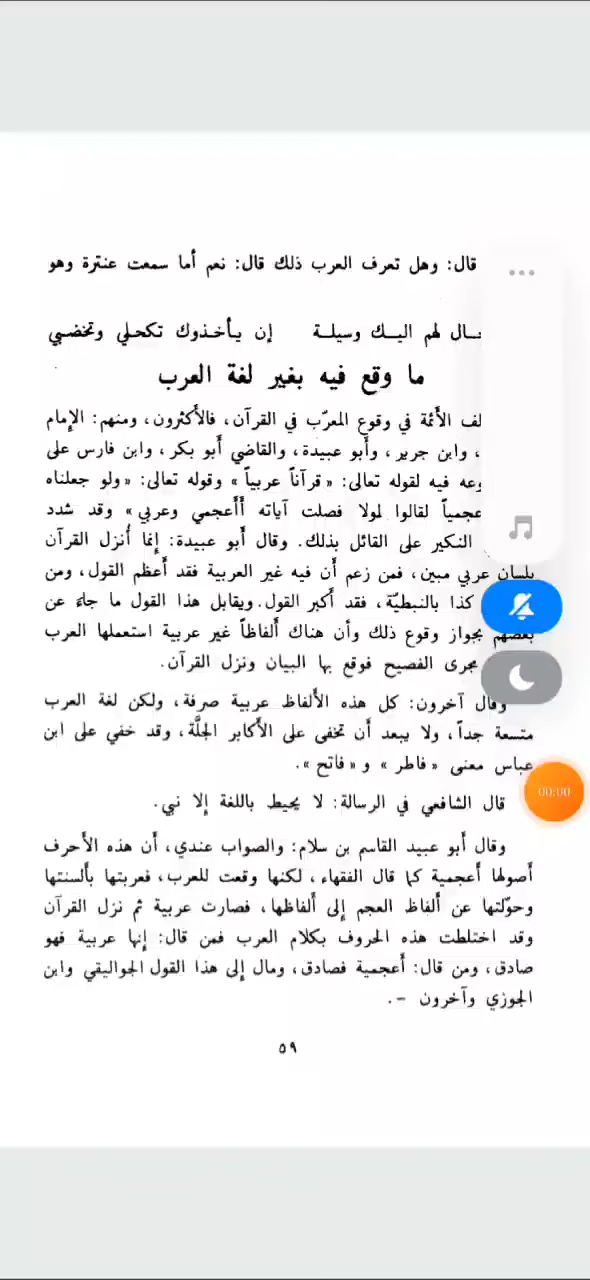 قال: وهل تعرف العرب ذلك قال: نعم أما سمعت عنترة وهو
لهم اليـك وسيلـة إن يـأخـذوك تكحـلي وتخضـبي
ما وقع فيه بغير لغة العرب
الأئمة في وقوع المعرّب في القرآن، فالأكثرون، ومنهم: الإمام
، وابن جرير، وأبو عبيدة، والقاضي أبو بكر، وابن فارس على
فيه لقوله تعالى: «قرآناً عربياً» وقوله تعالى: «ولو جعلناه
لقالوا لولا فصلت آياته أأعجمي وعربي» وقد شدد
النكير على القائل بذلك. وقال أبو عبيدة: إنما أُنزل القرآن
بلسان عربي مبين، فمن زعم أن فيه غير العربية فقد أعظم القول، ومن
كذا بالنبطيّة، فقد أكبر القول. ويقابل هذا القول ما جاء عن
بعضهم بجواز وقوع ذلك وأن هناك ألفاظاً غير عربية استعملها العرب
مجرى الفصيح فوقع بها البيان ونزل القرآن.
وقال آخرون: كل هذه الألفاظ عربية صرفة، ولكن لغة العرب
متسعة جداً، ولا يبعد أن تخفى على الأكابر الجلَّة، وقد خفي على ابن
عباس معنى «فاطر» و«فاتح».
قال الشافعي في الرسالة: لا يحيط باللغة إلا نبي.
وقال أبو عبيد القاسم بن سلام: والصواب عندي، أن هذه الأحرف
أصولها أعجمية كما قال الفقهاء، لكنها وقعت للعرب، فعربتها بألسنتها
وحوّلتها عن ألفاظ العجم إلى ألفاظها، فصارت عربية ثم نزل القرآن
وقد اختلطت هذه الحروف بكلام العرب فمن قال: إنها عربية فهو
صادق، ومن قال: أعجمية فصادق، ومال إلى هذا القول الجواليقي وابن
الجوزي وآخرون -.
٥٩
00:00